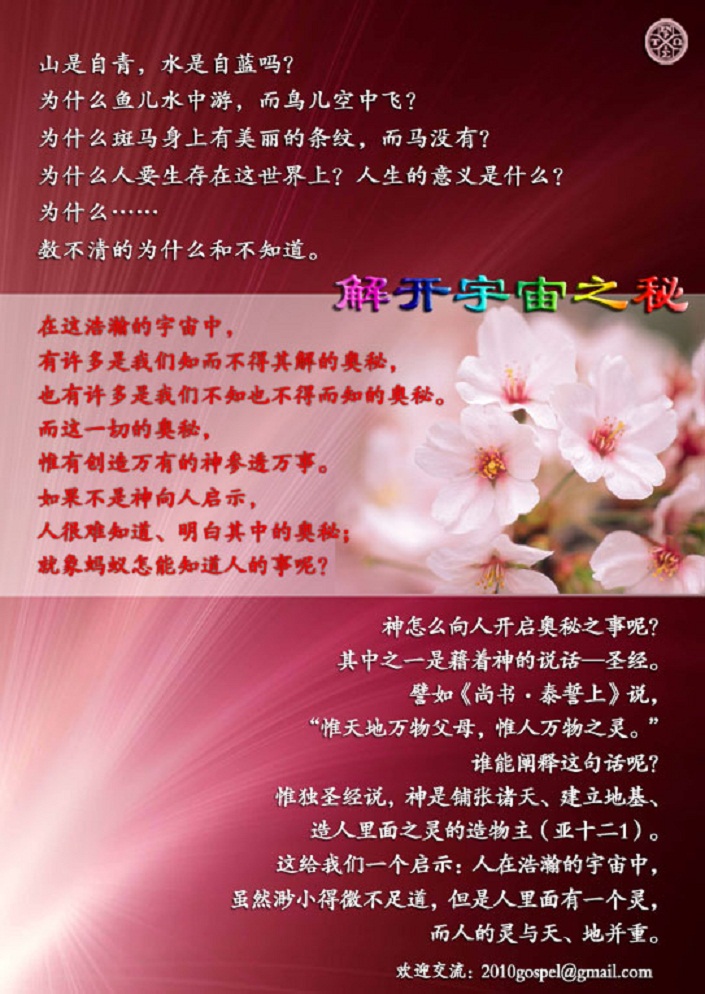 山是自青，水是自蓝吗？
为什么鱼儿水中游，而鸟儿空中飞？
为什么斑马身上有美丽的条纹，而马没有？
为什么人要生存在这世界上？人生的意义是什么？
为什么……
数不清的为什么和不知道。
解开宇宙之秘
在这浩瀚的宇宙中，
有许多是我们知而不得其解的奥秘，
也有许多是我们不知也不得而知的奥秘。
而这一切的奥秘，
惟有创造万有的神参透万事。
如果不是神向人启示，
人很难知道、明白其中的奥秘；
就象蚂蚁怎能知道人的事呢？
神怎么向人开启奥秘之事呢？
其中之一是藉着神的说话—圣经。
譬如《尚书·泰誓上》说，
“惟天地万物父母，惟人万物之灵。”
谁能阐释这句话呢？
惟独圣经说，神是铺张诸天、建立地基、
造人里面之灵的造物主（亚十二1）。
这给我们一个启示：人在浩瀚的宇宙中，
虽然渺小得微不足道，但是人里面有一个灵，
而人的灵与天、地并重。
欢迎交流：2010gospel@gmail.com